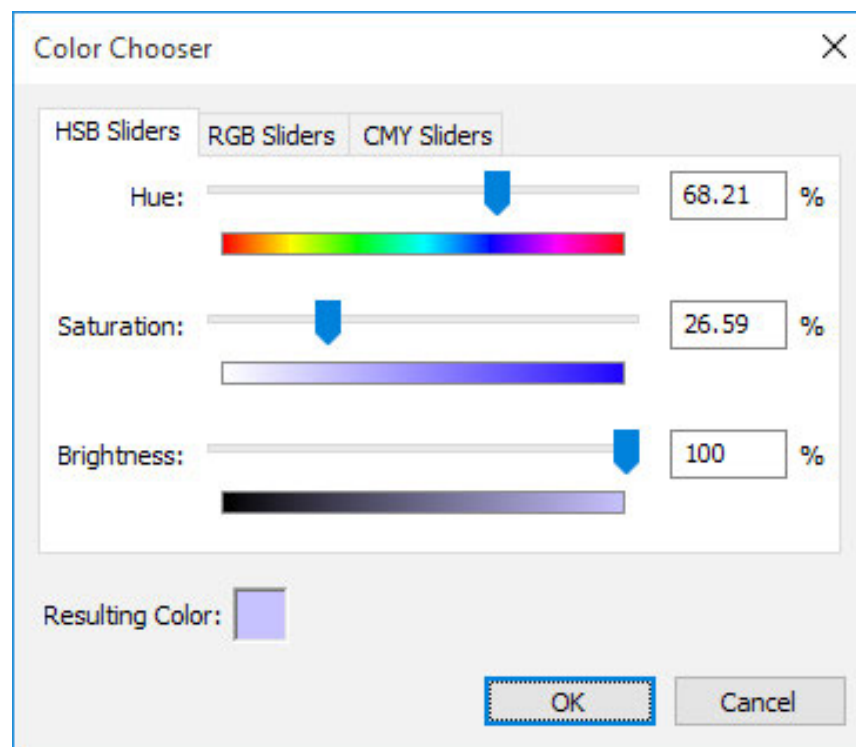 Color Chooser
HSB Sliders RGB Sliders CMY Sliders
Hue: 68.21 %
Saturation: 26.59 %
Brightness: 100 %
Resulting Color:
OK Cancel